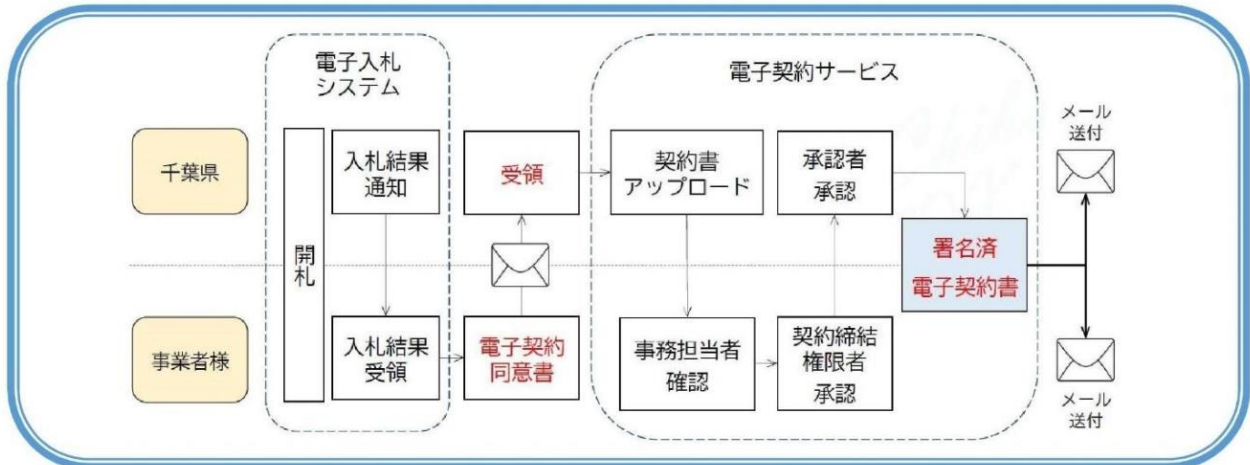 電子入札
システム
電子契約サービス
メール
送付
千葉県
開札
入札結果
通知
受領
契約書
アップロード
承認者
承認
署名済
電子契約書
事業者様
入札結果
受領
電子契約
同意書
事務担当者
確認
契約締結
権限者
承認
メール
送付